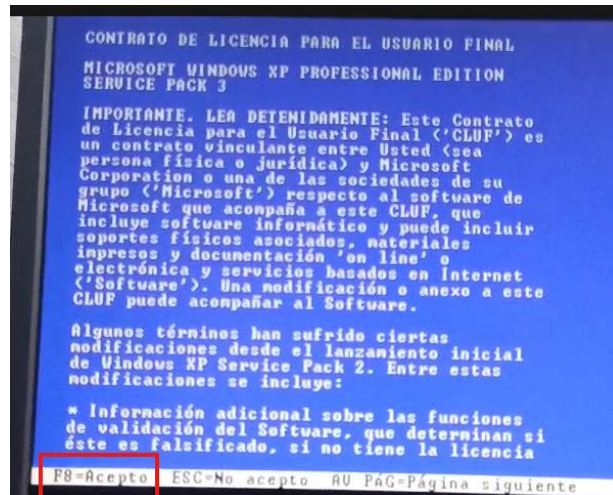 CONTRATO DE LICENCIA PARA EL USUARIO FINAL
MICROSOFT WINDOWS XP PROFESSIONAL EDITION
SERVICE PACK 3
IMPORTANTE. LEA DETENIDAMENTE: Este Contrato
de Licencia para el Usuario Final ('CLUF') es
un contrato vinculante entre Usted (sea
persona física o jurídica) y Microsoft
Corporation o una de las sociedades de su
grupo ('Microsoft') respecto al software de
Microsoft que acompaña a este CLUF, que
incluye software informático y puede incluir
soportes físicos asociados, materiales
impresos y documentación 'on line' o
electrónica y servicios basados en Internet
('Software'). Una modificación o anexo a este
CLUF puede acompañar al Software.
Algunos términos han sufrido ciertas
modificaciones desde el lanzamiento inicial
de Windows XP Service Pack 2. Entre estas
modificaciones se incluye:
* Información adicional sobre las funciones
de validación del Software, que determinan si
éste es falsificado, si no tiene la licencia
F8=Acepto ESC=No acepto AV PÁG=Página siguiente